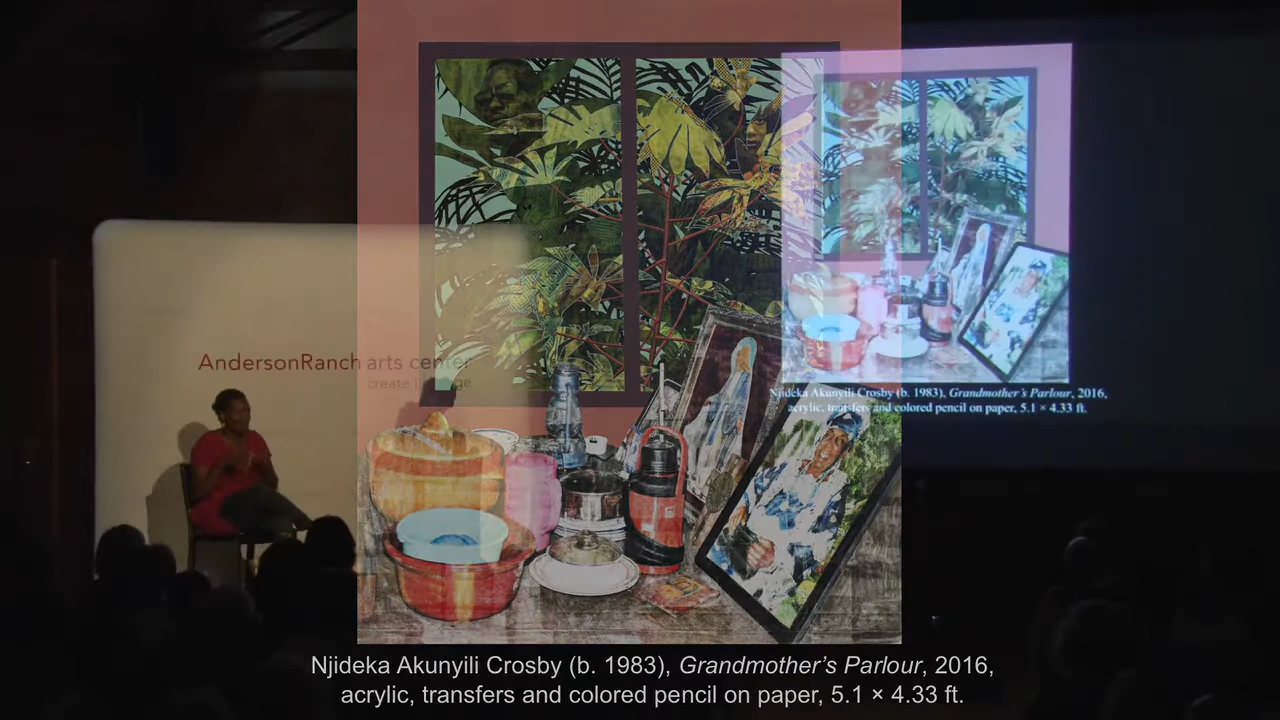 AndersonRanch arts center
create | ge
Njideka Akunyili Crosby (b. 1983), Grandmother's Parlour, 2016,
acrylic, transfers and colored pencil on paper, 5.1 × 4.33 ft.
Njideka Akunyili Crosby (b. 1983), Grandmother’s Parlour, 2016,
acrylic, transfers and colored pencil on paper, 5.1 × 4.33 ft.